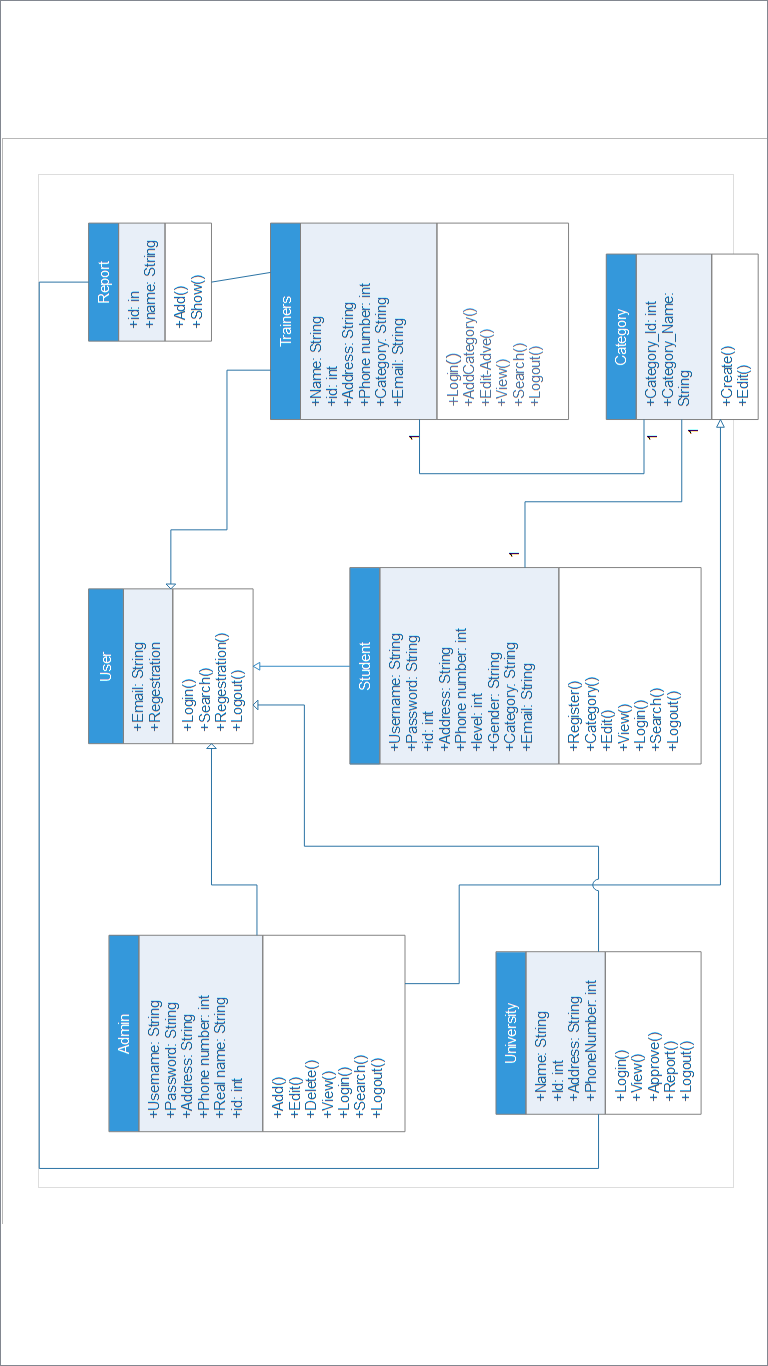 Report
+id: in
+name: String
+Add()
+Show()
Trainers
+Name: String
+id: int
+Address: String
+Phone number: int
+Category: String
+Email: String
+Login()
+AddCategory()
+Edit-Adve()
+View()
+Search()
+Logout()
Category
+Category_Id: int
+Category_Name:
String
+Create()
+Edit()
1
1
1
1
User
+Email: String
+Regestration
+Login()
+Search()
+Regestration()
+Logout()
Student
+Username: String
+Password: String
+id: int
+Address: String
+Phone number: int
+level: int
+Gender: String
+Category: String
+Email: String
+Register()
+Category()
+Edit()
+View()
+Login()
+Search()
+Logout()
Admin
+Username: String
+Password: String
+Address: String
+Phone number: int
+Real name: String
+id: int
+Add()
+Edit()
+Delete()
+View()
+Login()
+Search()
+Logout()
University
+Name: String
+Id: int
+Address: String
+PhoneNumber: int
+Login()
+View()
+Approve()
+Report()
+Logout()